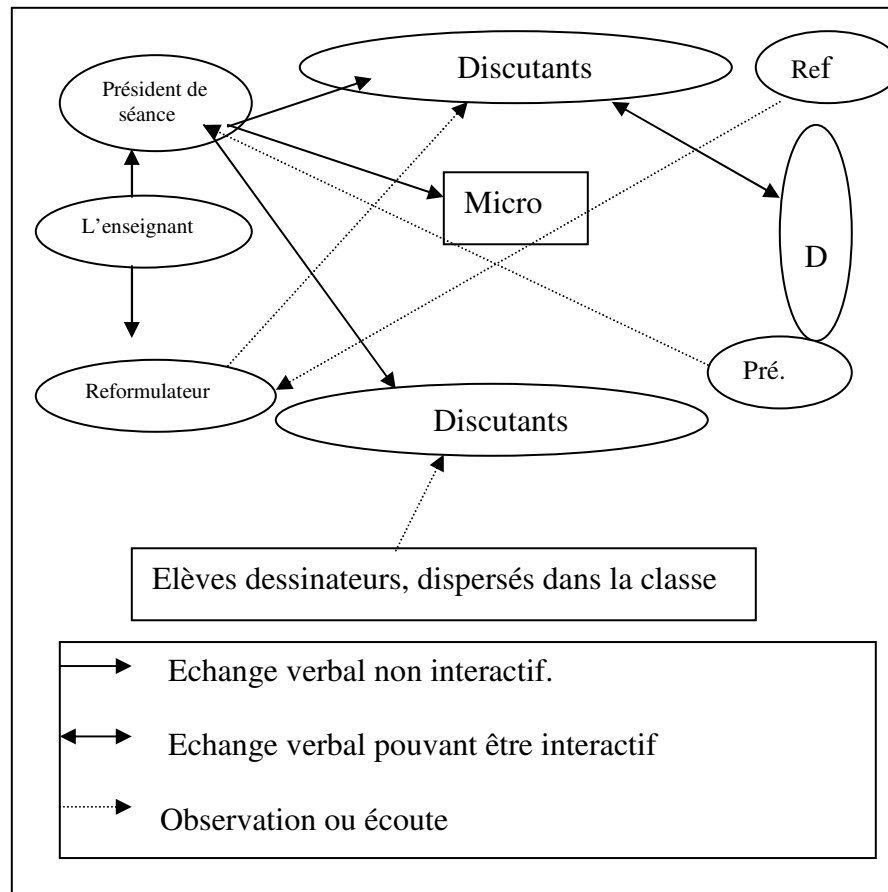 Discutants
Ref
Président de
séance
Micro
L'enseignant
D
Pré.
Reformulateur
Discutants
Elèves dessinateurs, dispersés dans la classe
Echange verbal non interactif.
Echange verbal pouvant être interactif
Observation ou écoute